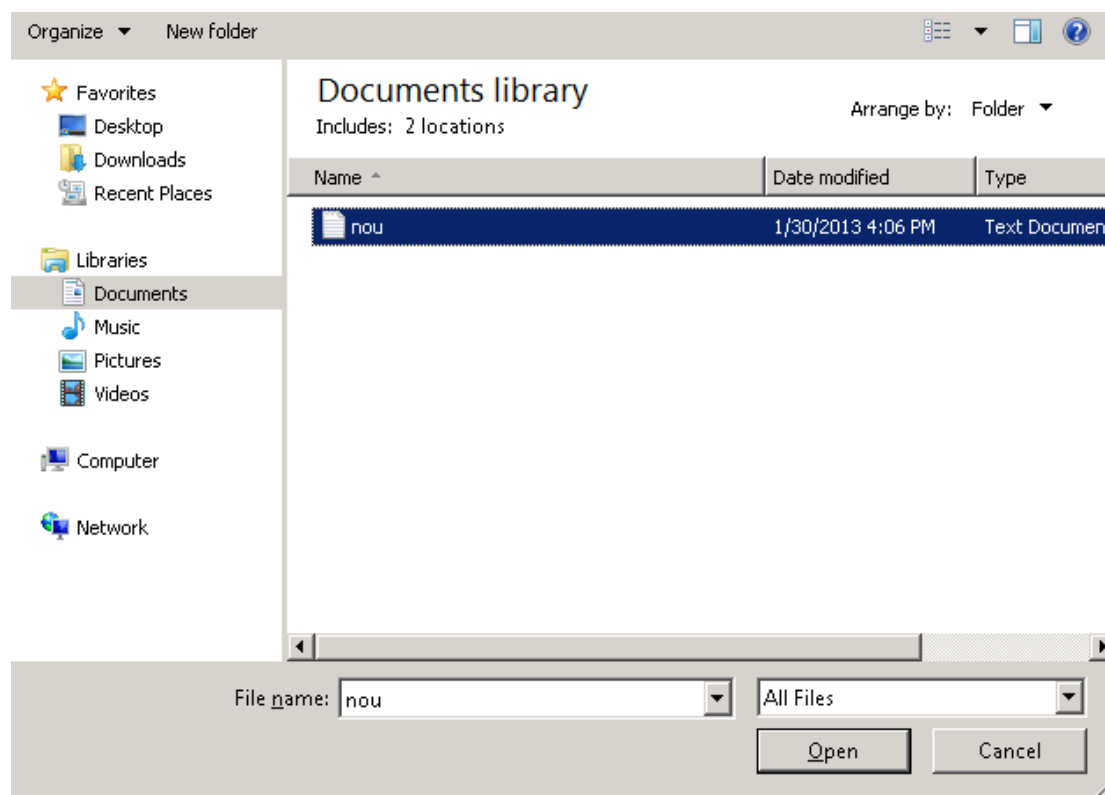 Organize New folder
Favorites
Desktop
Downloads
Recent Places
Libraries
Documents
Music
Pictures
Videos
Computer
Network
Documents library
Includes: 2 locations
Arrange by: Folder
Name Date modified Type
nou 1/30/2013 4:06 PM Text Documen
File name: nou All Files
Open Cancel